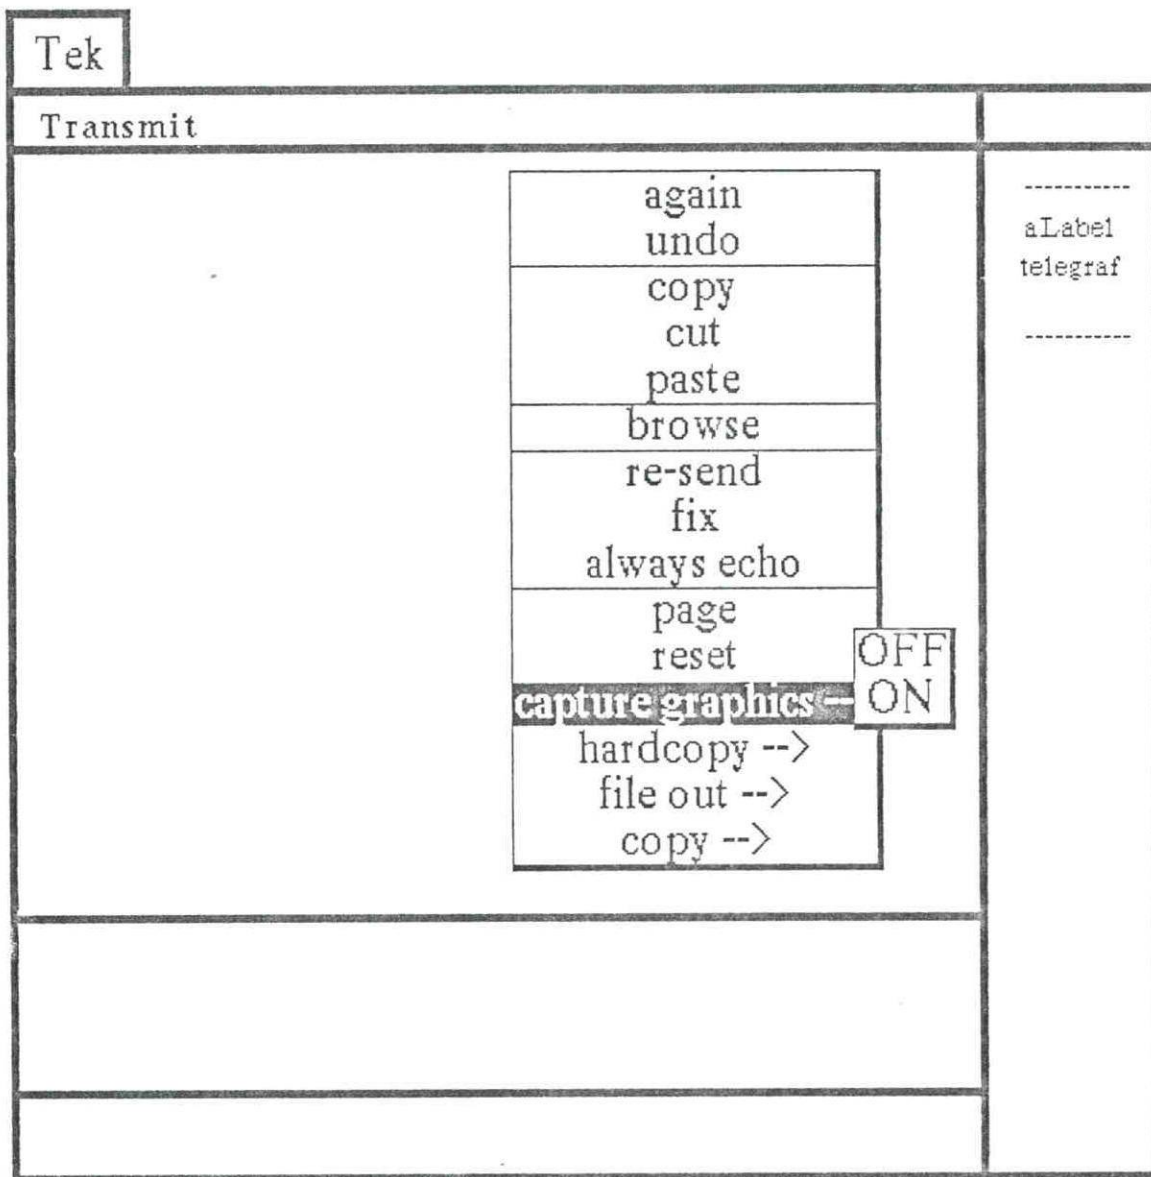 Tek
Transmit
again
undo
copy
cut
paste
browse
re-send
fix
always echo
page
reset
capture graphics --
hardcopy -->
file out -->
copy -->
OFF
ON
-----------
aLabel
telegraf
-----------